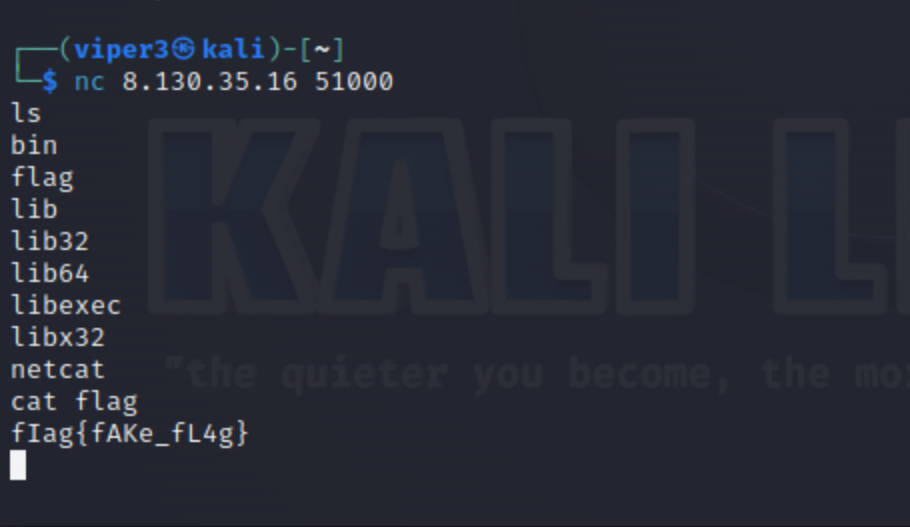 ┌──(viper3㉿kali)-[~]
└─$ nc 8.130.35.16 51000
ls
bin
flag
lib
lib32
lib64
libexec
libx32
netcat
cat flag
fIag{fAKe_fL4g}
KALI L
"the quieter you become, the mo